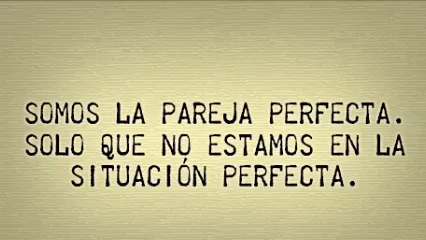 SOMOS LA PAREJA PERFECTA.
SOLO QUE NO ESTAMOS EN LA
SITUACIÓN PERFECTA.